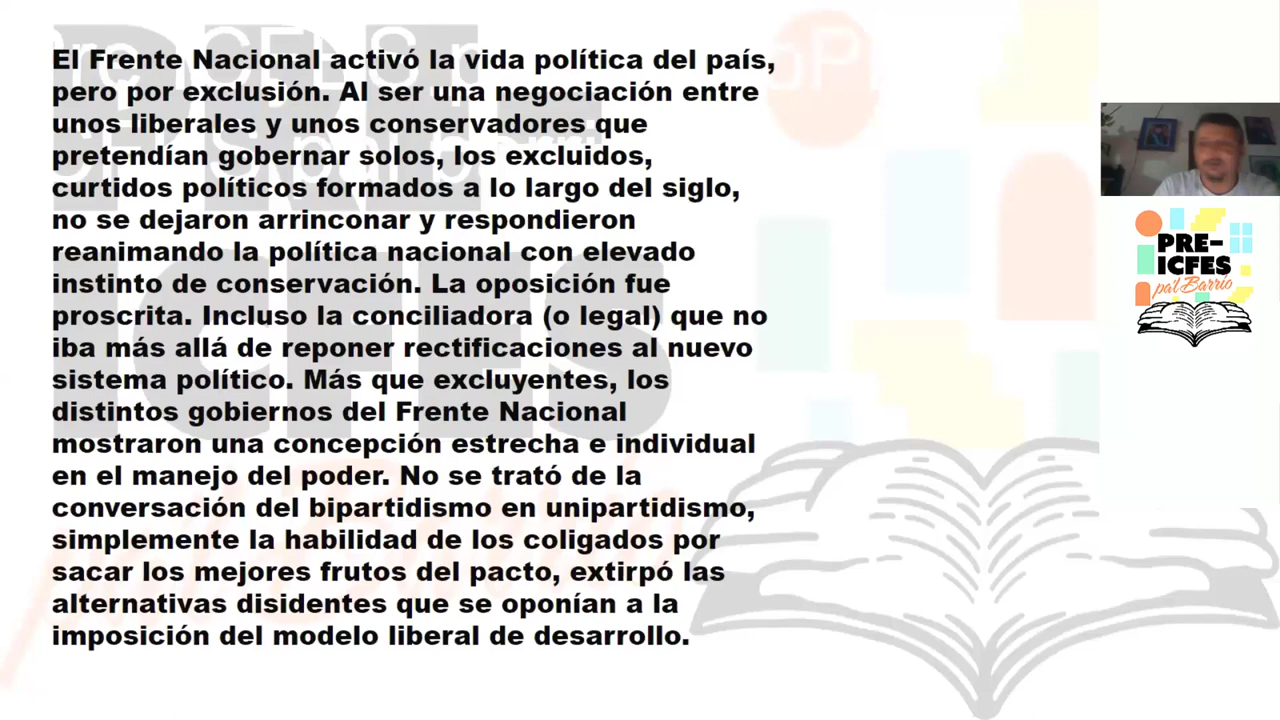 El Frente Nacional activó la vida política del país,
pero por exclusión. Al ser una negociación entre
unos liberales y unos conservadores que
pretendían gobernar solos, los excluidos,
curtidos políticos formados a lo largo del siglo,
no se dejaron arrinconar y respondieron
reanimando la política nacional con elevado
instinto de conservación. La oposición fue
proscrita. Incluso la conciliadora (o legal) que no
iba más allá de reponer rectificaciones al nuevo
sistema político. Más que excluyentes, los
distintos gobiernos del Frente Nacional
mostraron una concepción estrecha e individual
en el manejo del poder. No se trató de la
conversación del bipartidismo en unipartidismo,
simplemente la habilidad de los coligados por
sacar los mejores frutos del pacto, extirpó las
alternativas disidentes que se oponían a la
imposición del modelo liberal de desarrollo.
PRE-
ICFES
pal Barrio